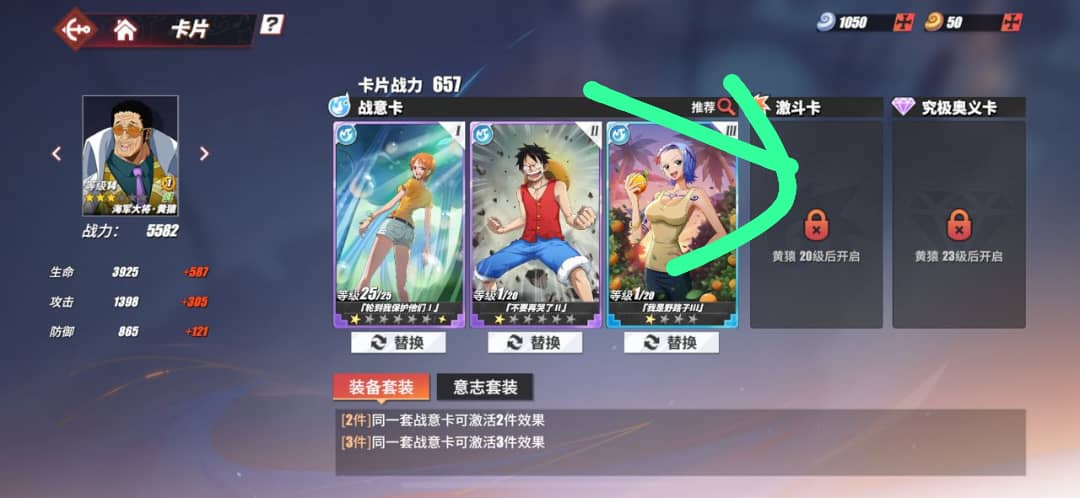 卡片
?
1050
50
卡片战力 657
战意卡
推荐
激斗卡
究极奥义卡
I
II
III
等级14
海军大将·黄猿
战力: 5582
生命 3925 +587
攻击 1398 +305
防御 865 +121
等级25/25
「轮到我保护他们!」
等级1/20
「不要再哭了II」
等级1/20
「我是野路子III」
黄猿 20级后开启
黄猿 23级后开启
替换
替换
替换
装备套装
意志套装
[2件]同一套战意卡可激活2件效果
[3件]同一套战意卡可激活3件效果